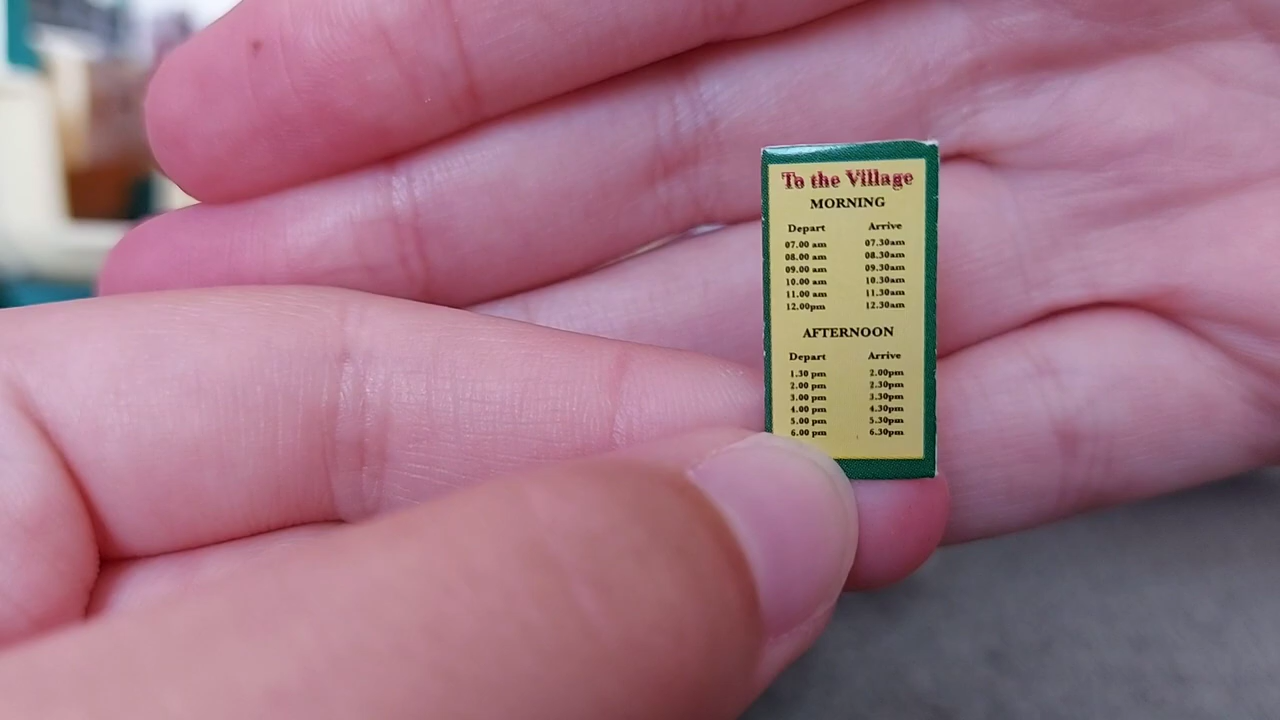 To the Village
MORNING
Depart Arrive
07.00 am 07.30am
08.00 am 08.30am
09.00 am 09.30am
10.00 am 10.30am
11.00 am 11.30am
12.00pm 12.30am
AFTERNOON
Depart Arrive
1.30 pm 2.00pm
2.00 pm 2.30pm
3.00 pm 3.30pm
4.00 pm 4.30pm
5.00 pm 5.30pm
6.00 pm 6.30pm